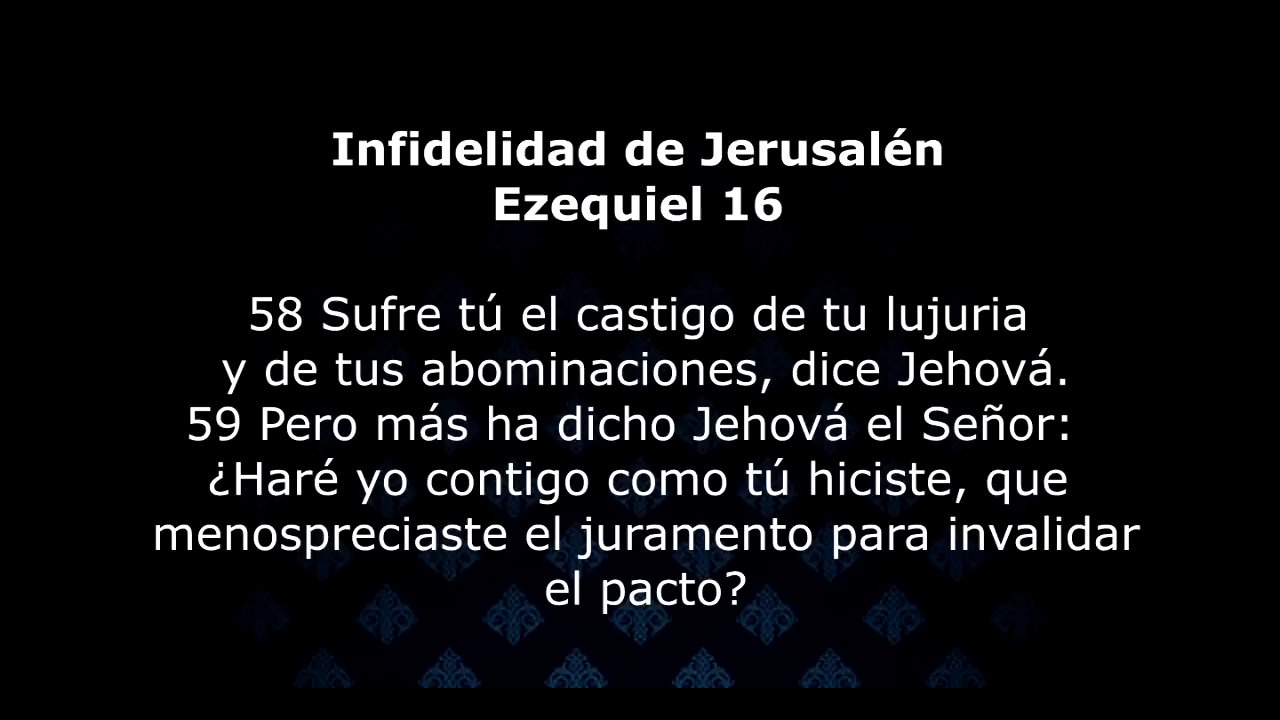 Infidelidad de Jerusalén
Ezequiel 16
58 Sufre tú el castigo de tu lujuria
y de tus abominaciones, dice Jehová.
59 Pero más ha dicho Jehová el Señor:
¿Haré yo contigo como tú hiciste, que
menospreciaste el juramento para invalidar
el pacto?